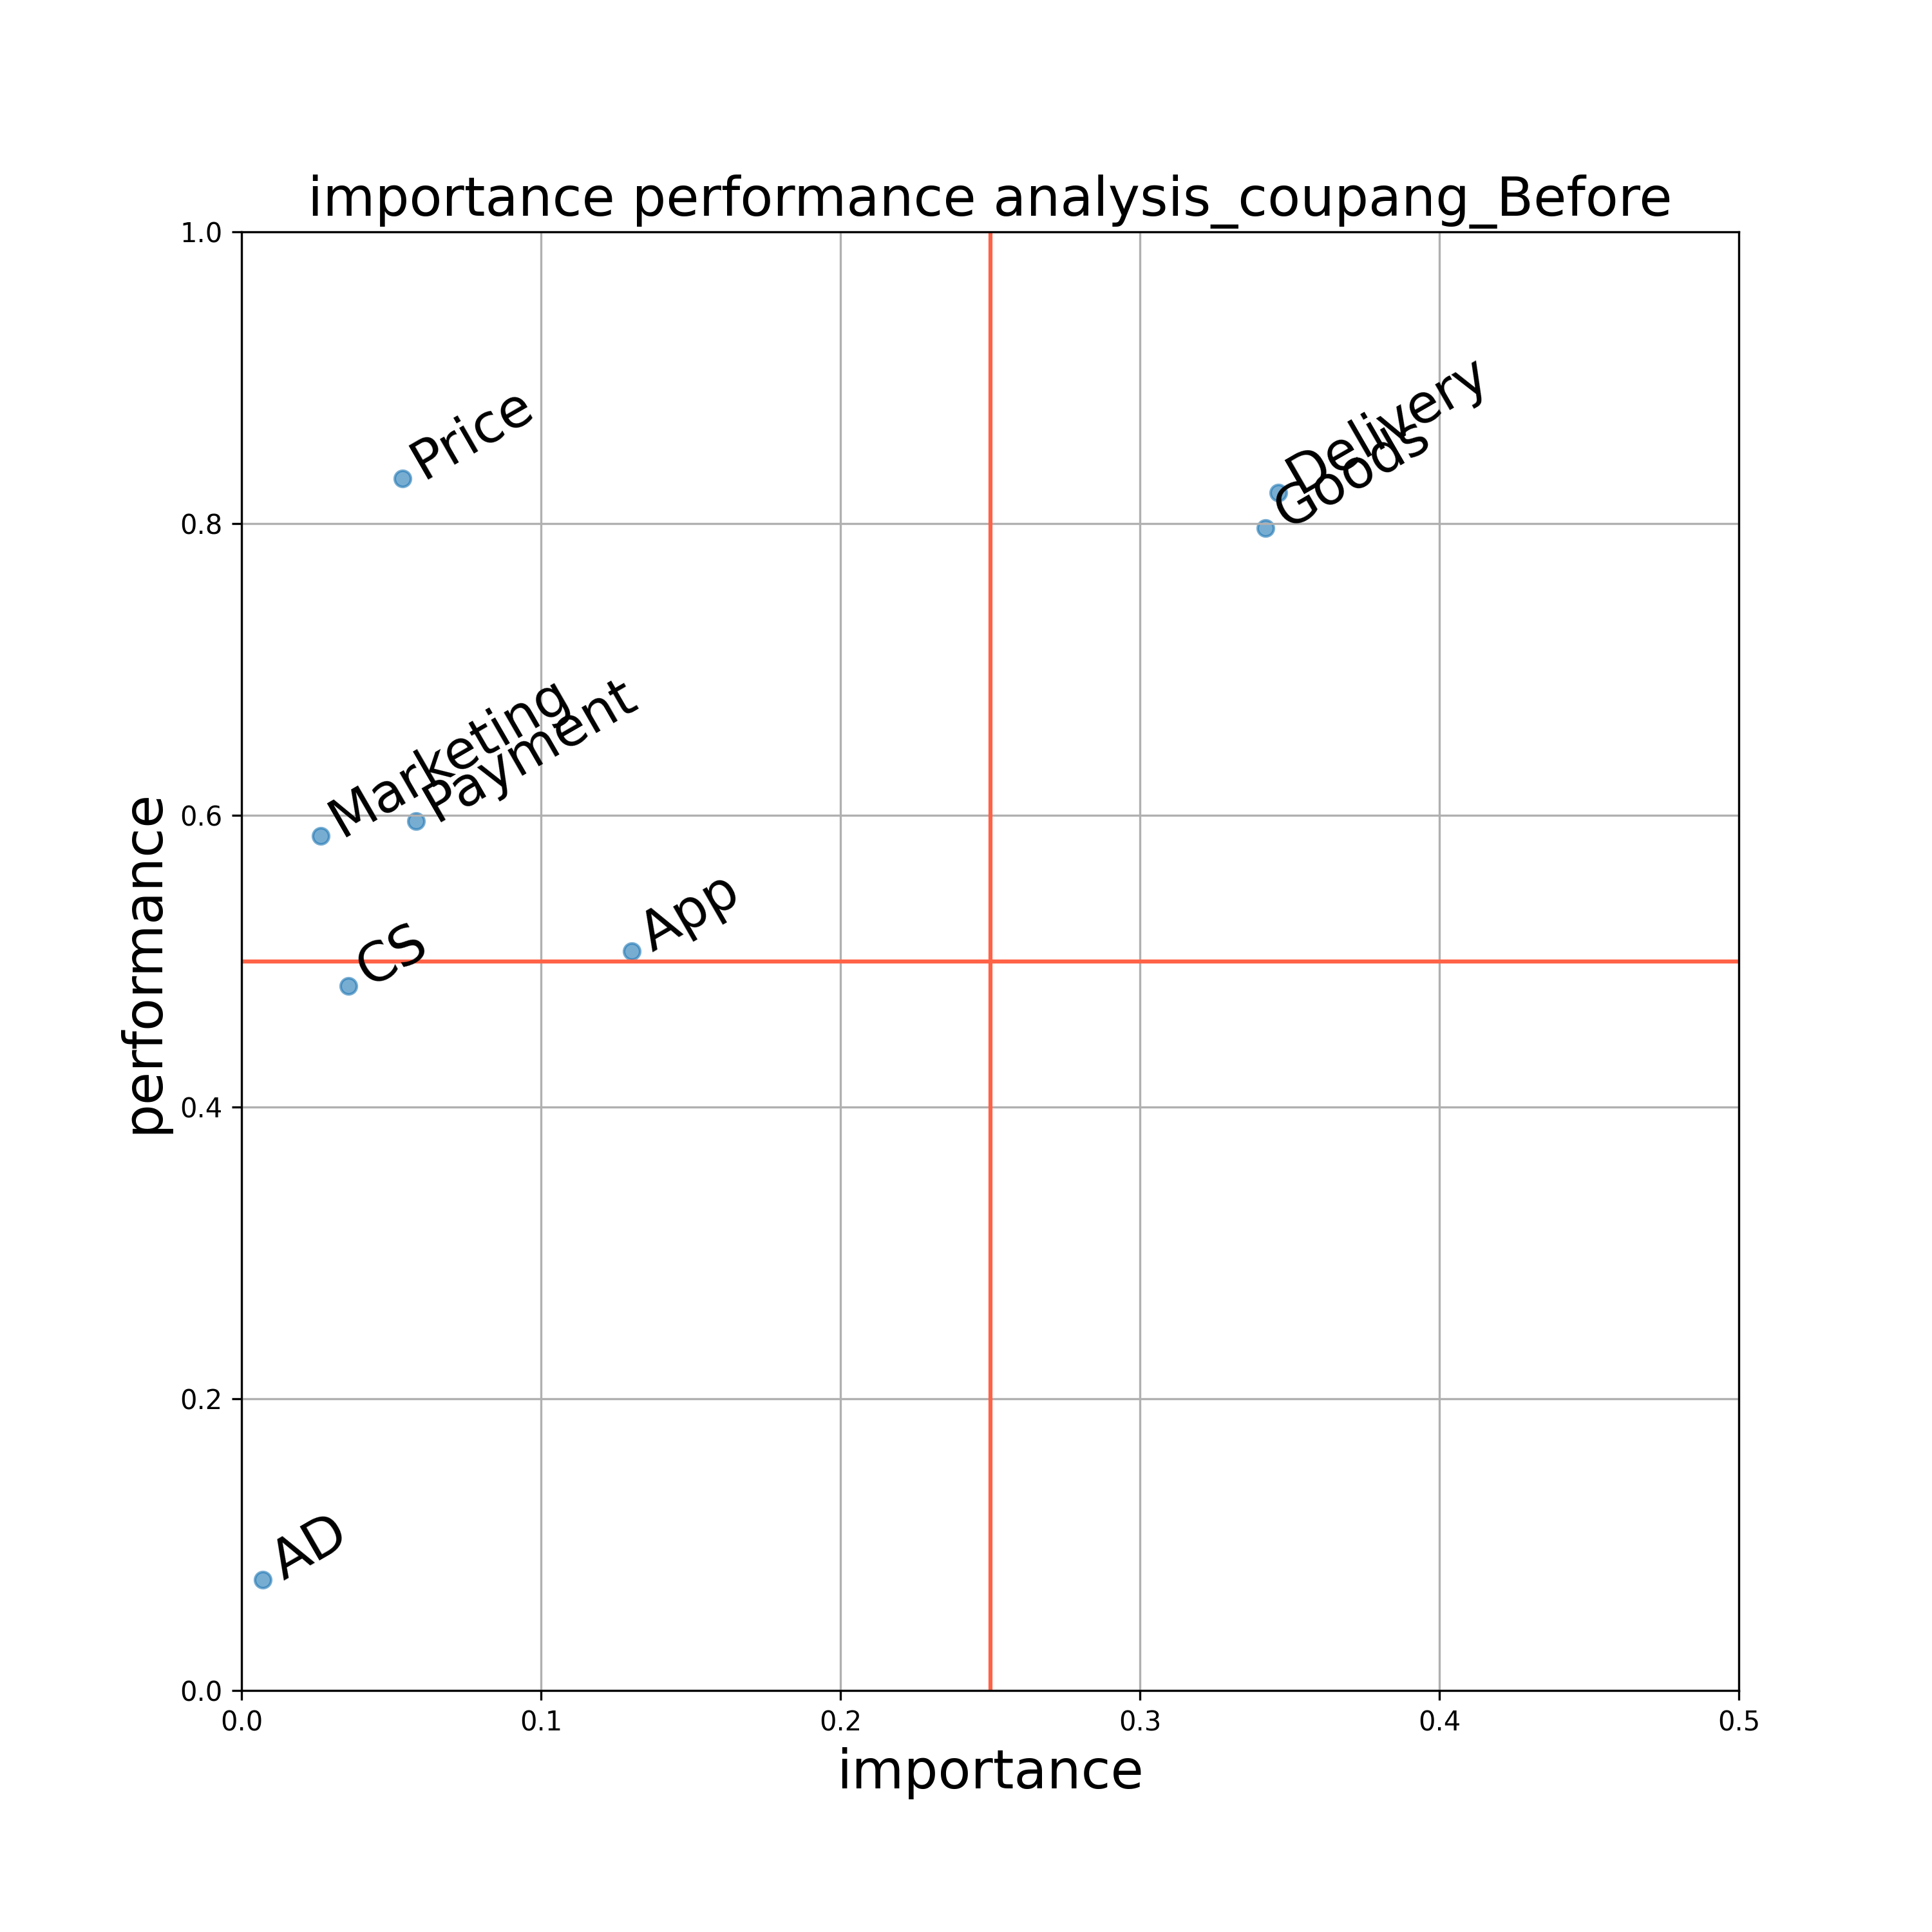 importance performance analysis_coupang_Before
1.0
Price
Delivery
Goods
0.8
Marketing
Payment
0.6
App
CS
performance
0.4
0.2
AD
0.0
0.0 0.1 0.2 0.3 0.4 0.5
importance